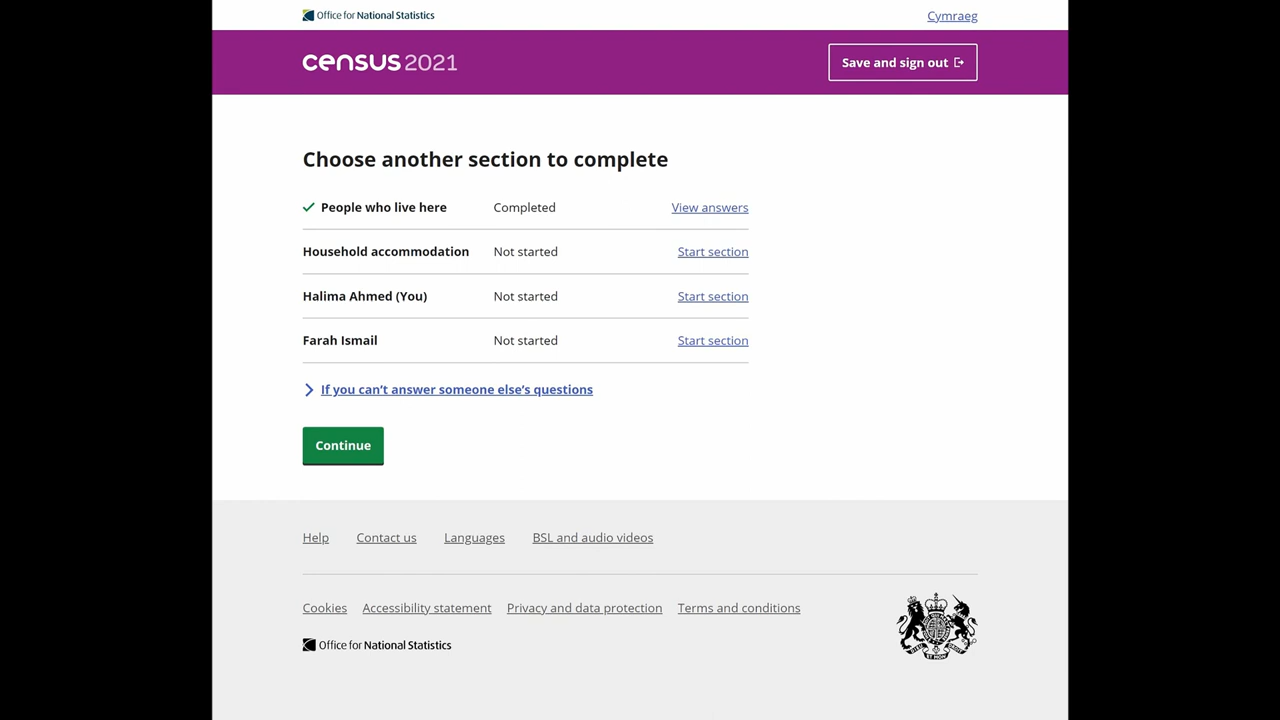 Office for National Statistics
Cymraeg
census 2021
Save and sign out
Choose another section to complete
People who live here Completed View answers
Household accommodation Not started Start section
Halima Ahmed (You) Not started Start section
Farah Ismail Not started Start section
If you can’t answer someone else’s questions
Continue
Help Contact us Languages BSL and audio videos
Cookies Accessibility statement Privacy and data protection Terms and conditions
Office for National Statistics